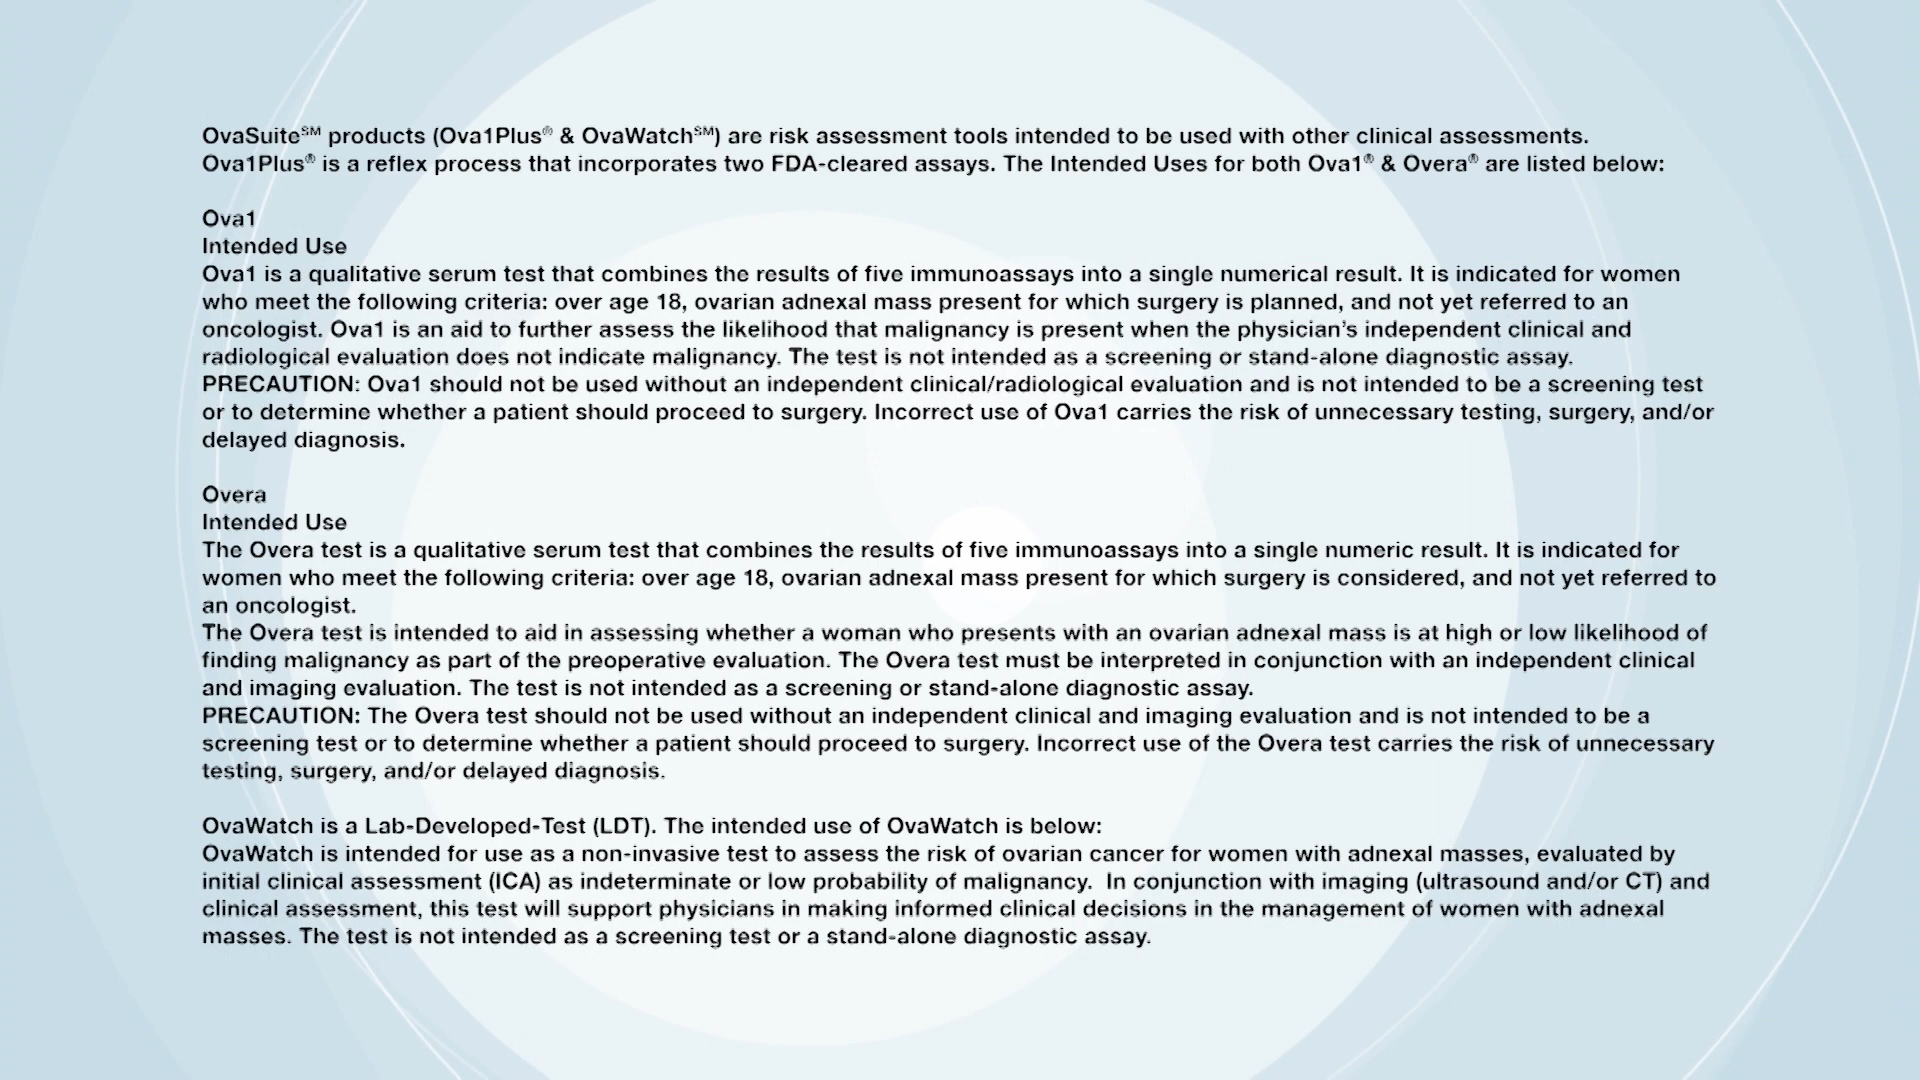 OvaSuite℠ products (Ova1Plus® & OvaWatch℠) are risk assessment tools intended to be used with other clinical assessments.
Ova1Plus® is a reflex process that incorporates two FDA-cleared assays. The Intended Uses for both Ova1® & Overa® are listed below:
Ova1
Intended Use
Ova1 is a qualitative serum test that combines the results of five immunoassays into a single numerical result. It is indicated for women
who meet the following criteria: over age 18, ovarian adnexal mass present for which surgery is planned, and not yet referred to an
oncologist. Ova1 is an aid to further assess the likelihood that malignancy is present when the physician's independent clinical and
radiological evaluation does not indicate malignancy. The test is not intended as a screening or stand-alone diagnostic assay.
PRECAUTION: Ova1 should not be used without an independent clinical/radiological evaluation and is not intended to be a screening test
or to determine whether a patient should proceed to surgery. Incorrect use of Ova1 carries the risk of unnecessary testing, surgery, and/or
delayed diagnosis.
Overa
Intended Use
The Overa test is a qualitative serum test that combines the results of five immunoassays into a single numeric result. It is indicated for
women who meet the following criteria: over age 18, ovarian adnexal mass present for which surgery is considered, and not yet referred to
an oncologist.
The Overa test is intended to aid in assessing whether a woman who presents with an ovarian adnexal mass is at high or low likelihood of
finding malignancy as part of the preoperative evaluation. The Overa test must be interpreted in conjunction with an independent clinical
and imaging evaluation. The test is not intended as a screening or stand-alone diagnostic assay.
PRECAUTION: The Overa test should not be used without an independent clinical and imaging evaluation and is not intended to be a
screening test or to determine whether a patient should proceed to surgery. Incorrect use of the Overa test carries the risk of unnecessary
testing, surgery, and/or delayed diagnosis.
OvaWatch is a Lab-Developed-Test (LDT). The intended use of OvaWatch is below:
OvaWatch is intended for use as a non-invasive test to assess the risk of ovarian cancer for women with adnexal masses, evaluated by
initial clinical assessment (ICA) as indeterminate or low probability of malignancy.  In conjunction with imaging (ultrasound and/or CT) and
clinical assessment, this test will support physicians in making informed clinical decisions in the management of women with adnexal
masses. The test is not intended as a screening test or a stand-alone diagnostic assay.